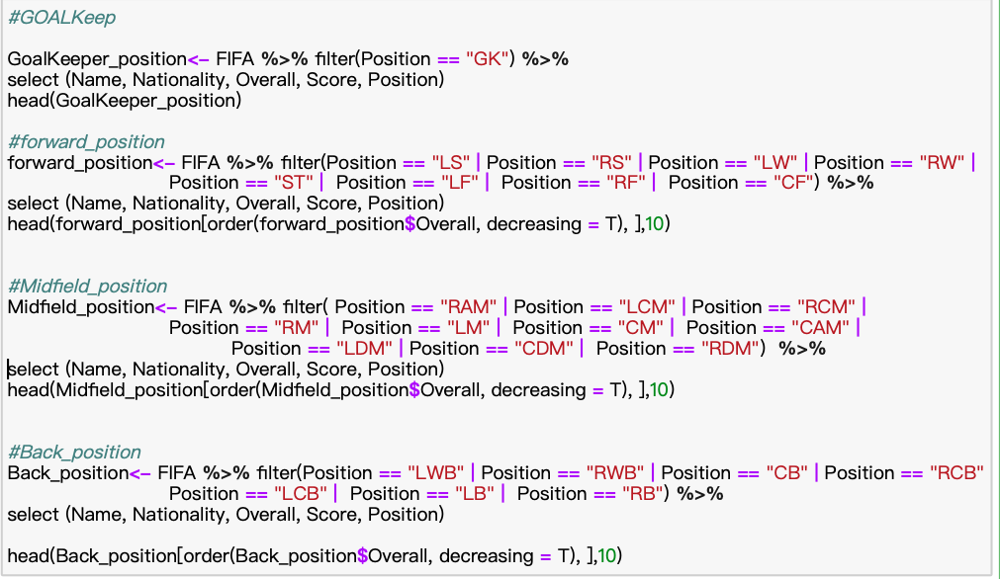 #GOALKeep
GoalKeeper_position<- FIFA %>% filter(Position == "GK") %>%
select (Name, Nationality, Overall, Score, Position)
head(GoalKeeper_position)
#forward_position
forward_position<- FIFA %>% filter(Position == "LS" | Position == "RS" | Position == "LW" | Position == "RW" |
Position == "ST" | Position == "LF" | Position == "RF" | Position == "CF") %>%
select (Name, Nationality, Overall, Score, Position)
head(forward_position[order(forward_position$Overall, decreasing = T), ],10)
#Midfield_position
Midfield_position<- FIFA %>% filter( Position == "RAM" | Position == "LCM" | Position == "RCM" |
Position == "RM" | Position == "LM" | Position == "CM" | Position == "CAM" |
Position == "LDM" | Position == "CDM" | Position == "RDM") %>%
select (Name, Nationality, Overall, Score, Position)
head(Midfield_position[order(Midfield_position$Overall, decreasing = T), ],10)
#Back_position
Back_position<- FIFA %>% filter(Position == "LWB" | Position == "RWB" | Position == "CB" | Position == "RCB"
Position == "LCB" | Position == "LB" | Position == "RB") %>%
select (Name, Nationality, Overall, Score, Position)
head(Back_position[order(Back_position$Overall, decreasing = T), ],10)